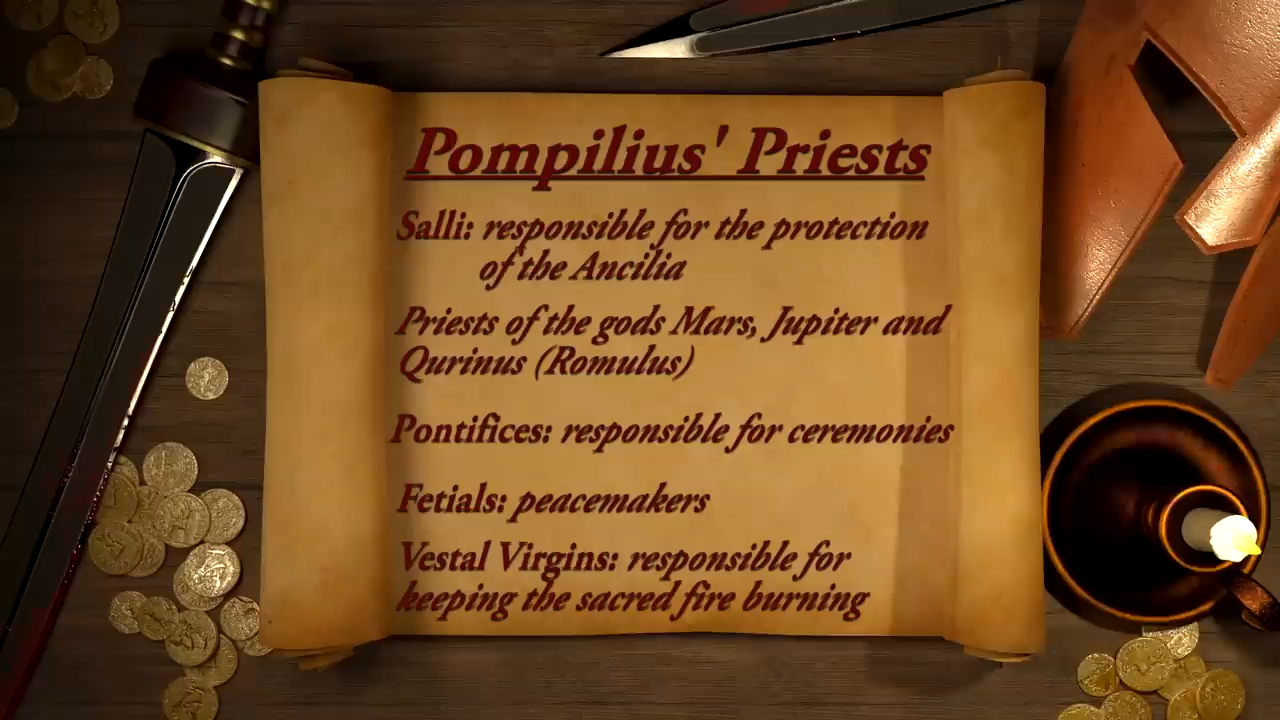 Pompilius' Priests
Salli: responsible for the protection
of the Ancilia
Priests of the gods Mars, Jupiter and
Qurinus (Romulus)
Pontifices: responsible for ceremonies
Fetials: peacemakers
Vestal Virgins: responsible for
keeping the sacred fire burning